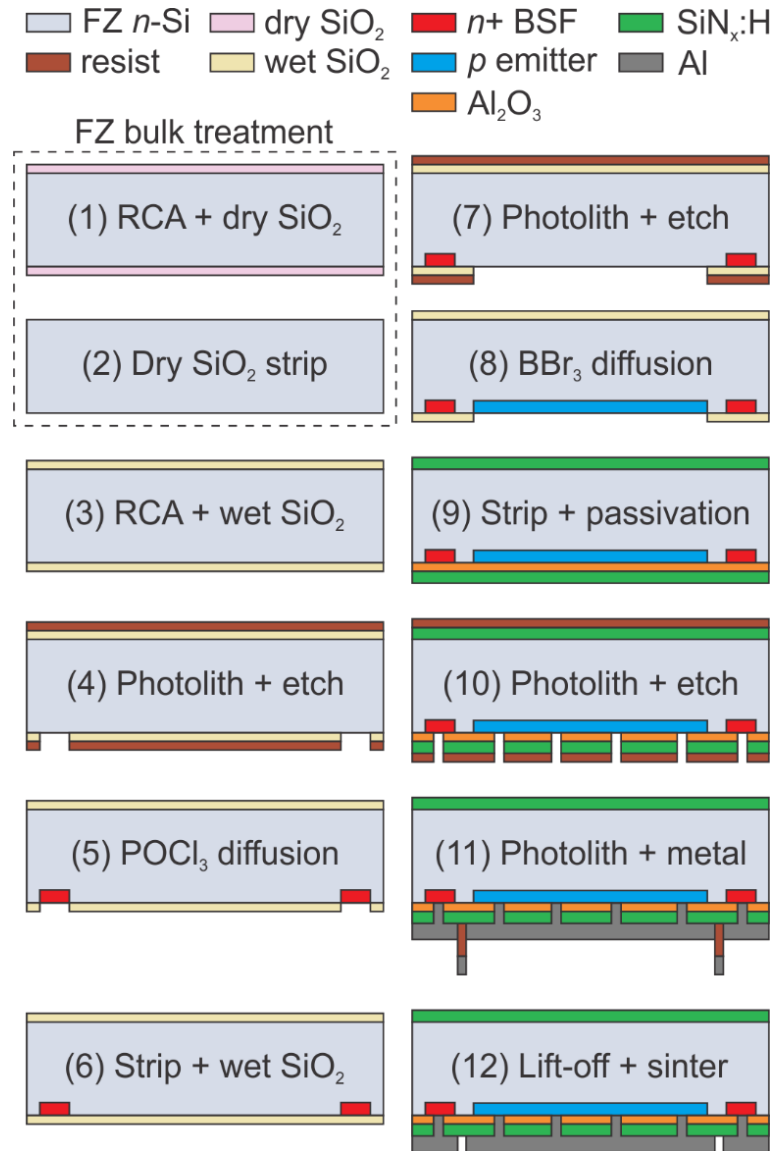 FZ n-Si
dry SiO₂
n+ BSF
SiNₓ:H
resist
wet SiO₂
p emitter
Al
Al₂O₃
FZ bulk treatment
(1) RCA + dry SiO₂
(2) Dry SiO₂ strip
(3) RCA + wet SiO₂
(4) Photolith + etch
(5) POCl₃ diffusion
(6) Strip + wet SiO₂
(7) Photolith + etch
(8) BBr₃ diffusion
(9) Strip + passivation
(10) Photolith + etch
(11) Photolith + metal
(12) Lift-off + sinter